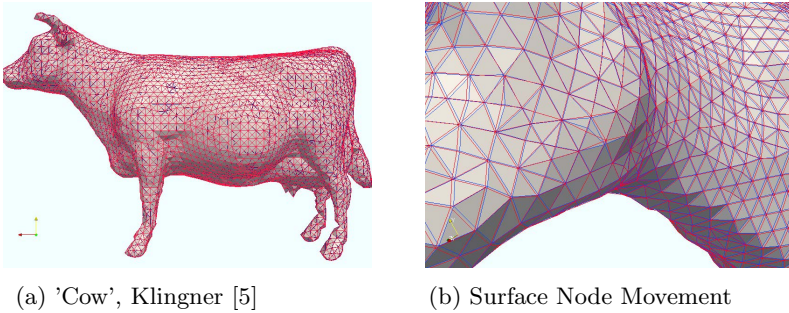 (a) 'Cow', Klingner [5]
(b) Surface Node Movement